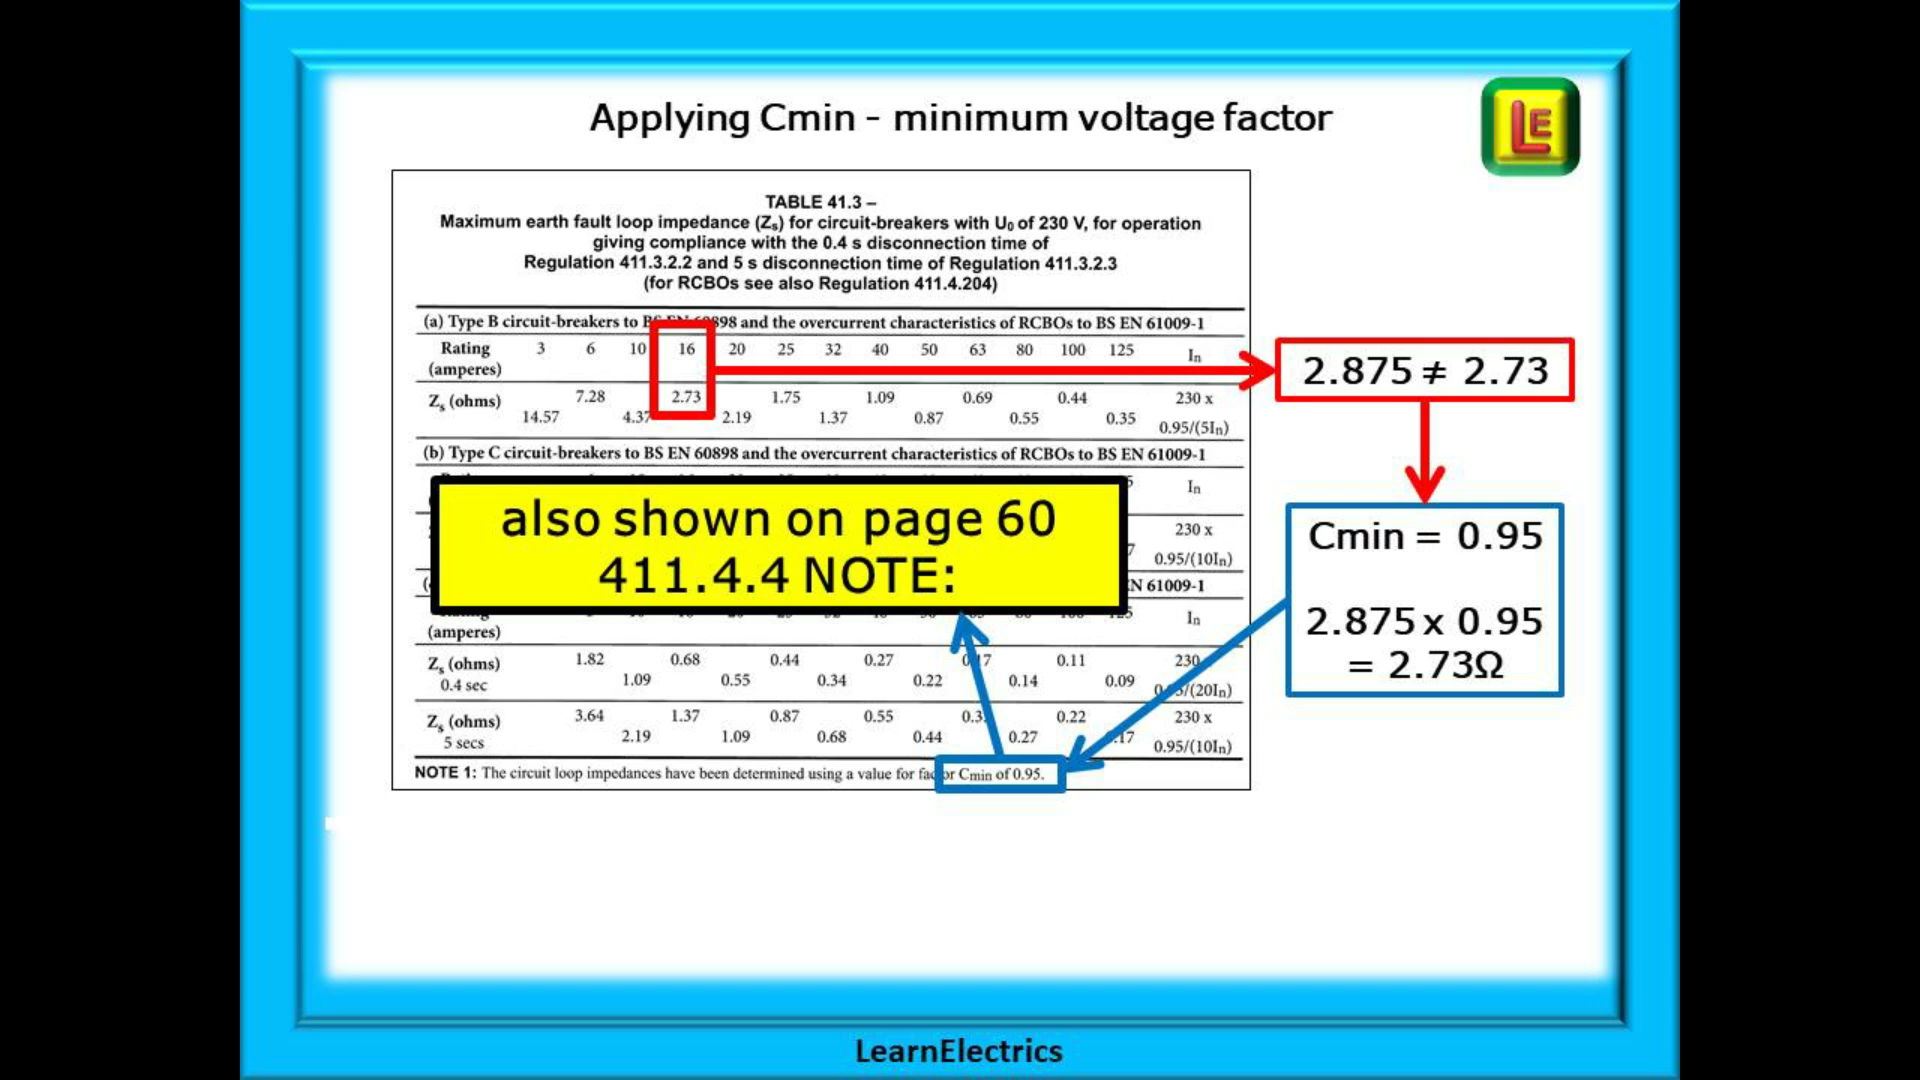 Applying Cmin - minimum voltage factor
LE
TABLE 41.3 –
Maximum earth fault loop impedance (Zs) for circuit-breakers with U0 of 230 V, for operation
giving compliance with the 0.4 s disconnection time of
Regulation 411.3.2.2 and 5 s disconnection time of Regulation 411.3.2.3
(for RCBOs see also Regulation 411.4.204)
(a) Type B circuit-breakers to BS EN 60898 and the overcurrent characteristics of RCBOs to BS EN 61009-1
Rating 3 6 10 16 20 25 32 40 50 63 80 100 125 In
(amperes)
Zs (ohms) 7.28 2.73 1.75 1.09 0.69 0.44 230 x
14.57 4.37 2.19 1.37 0.87 0.55 0.35 0.95/(5In)
(b) Type C circuit-breakers to BS EN 60898 and the overcurrent characteristics of RCBOs to BS EN 61009-1
In
230 x
0.95/(10In)
EN 61009-1
also shown on page 60
411.4.4 NOTE:
In
(amperes)
Zs (ohms) 1.82 0.68 0.44 0.27 0.17 0.11 230
0.4 sec 1.09 0.55 0.34 0.22 0.14 0.09 /(20In)
Zs (ohms) 3.64 1.37 0.87 0.55 0.22 230 x
5 secs 2.19 1.09 0.68 0.44 0.27 0.95/(10In)
NOTE 1: The circuit loop impedances have been determined using a value for factor Cmin of 0.95.
2.875 ≠ 2.73
Cmin = 0.95
2.875 x 0.95
= 2.73Ω
LearnElectrics